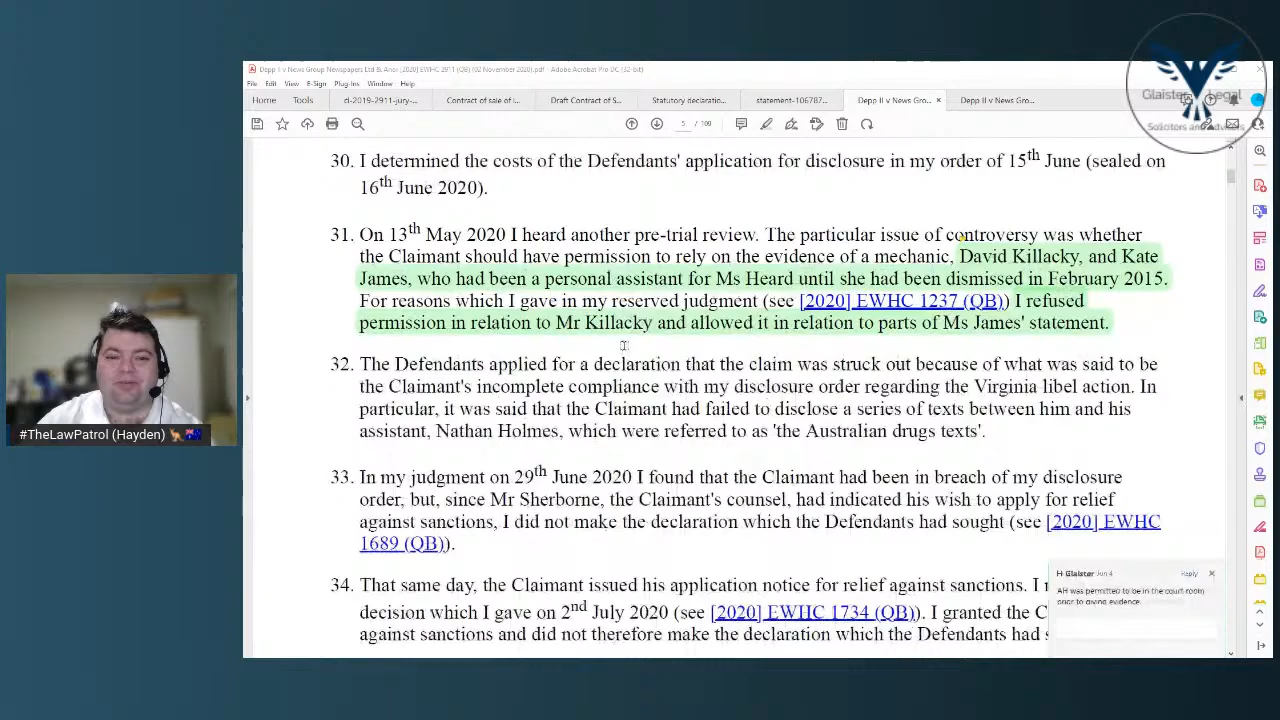 Depp II v News Group Newspapers Ltd & Anor [2020] EWHC 2911 (QB) (02 November 2020).pdf - Adobe Acrobat Pro DC (32-bit)
File Edit View E-Sign Plug-Ins Window Help
Home Tools cl-2019-2911-jury-... Contract of sale of l... Draft Contract of S... Statutory declaratio... statement-106787... Depp II v News Gro... × Depp II v News Gro...
5 / 109
Glaister Legal
Solicitors and Advisors
30. I determined the costs of the Defendants' application for disclosure in my order of 15th June (sealed on
16th June 2020).
31. On 13th May 2020 I heard another pre-trial review. The particular issue of controversy was whether
the Claimant should have permission to rely on the evidence of a mechanic, David Killacky, and Kate
James, who had been a personal assistant for Ms Heard until she had been dismissed in February 2015.
For reasons which I gave in my reserved judgment (see [2020] EWHC 1237 (QB)) I refused
permission in relation to Mr Killacky and allowed it in relation to parts of Ms James' statement.
32. The Defendants applied for a declaration that the claim was struck out because of what was said to be
the Claimant's incomplete compliance with my disclosure order regarding the Virginia libel action. In
particular, it was said that the Claimant had failed to disclose a series of texts between him and his
assistant, Nathan Holmes, which were referred to as 'the Australian drugs texts'.
33. In my judgment on 29th June 2020 I found that the Claimant had been in breach of my disclosure
order, but, since Mr Sherborne, the Claimant's counsel, had indicated his wish to apply for relief
against sanctions, I did not make the declaration which the Defendants had sought (see [2020] EWHC
1689 (QB)).
34. That same day, the Claimant issued his application notice for relief against sanctions. I
decision which I gave on 2nd July 2020 (see [2020] EWHC 1734 (QB)). I granted the C
against sanctions and did not therefore make the declaration which the Defendants had
H Glaister Jun 4 Reply ×
AH was permitted to be in the court room
prior to giving evidence.
#TheLawPatrol (Hayden) 🦘🇦🇺